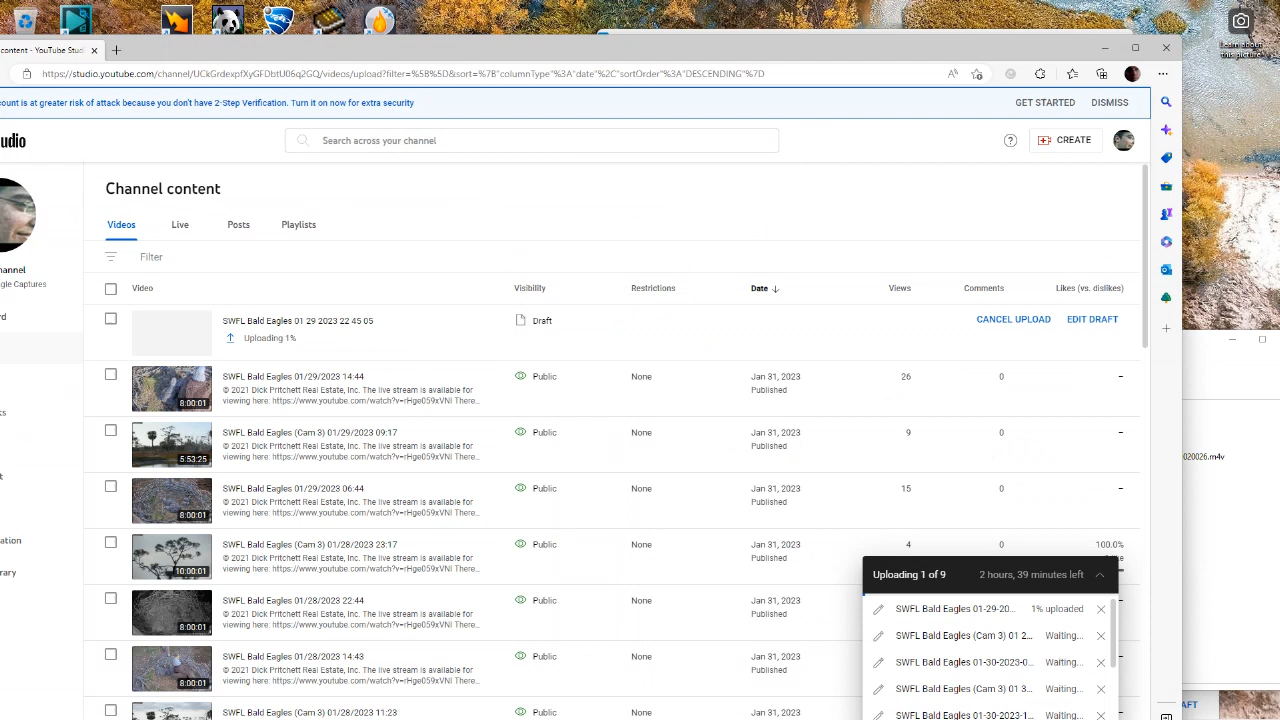 Learn about
this picture
content - YouTube Studi
https://studio.youtube.com/channel/UCkGrdexpfXyGFDbtU06q2GQ/videos/upload?filter=%5B%5D&sort=%7B"columnType"%3A"date"%2C"sortOrder"%3A"DESCENDING"%7D
count is at greater risk of attack because you don't have 2-Step Verification. Turn it on now for extra security
GET STARTED
DISMISS
udio
Search across your channel
CREATE
Channel content
Videos
Live
Posts
Playlists
hannel
gle Captures
Filter
Video
Visibility
Restrictions
Date
Views
Comments
Likes (vs. dislikes)
SWFL Bald Eagles 01 29 2023 22 45 05
Uploading 1%
Draft
CANCEL UPLOAD
EDIT DRAFT
8:00:01
SWFL Bald Eagles 01/29/2023 14:44
© 2021 Dick Pritchett Real Estate, Inc. The live stream is available for
viewing here: https://www.youtube.com/watch?v=rHge059xVNI There...
Public
None
Jan 31, 2023
Published
26
0
–
5:53:25
SWFL Bald Eagles (Cam 3) 01/29/2023 09:17
© 2021 Dick Pritchett Real Estate, Inc. The live stream is available for
viewing here: https://www.youtube.com/watch?v=rHge059xVNI There...
Public
None
Jan 31, 2023
Published
9
0
–
020026.m4v
8:00:01
SWFL Bald Eagles 01/29/2023 06:44
© 2021 Dick Pritchett Real Estate, Inc. The live stream is available for
viewing here: https://www.youtube.com/watch?v=rHge059xVNI There...
Public
None
Jan 31, 2023
Published
15
0
–
ation
rary
10:00:01
SWFL Bald Eagles (Cam 3) 01/28/2023 23:17
© 2021 Dick Pritchett Real Estate, Inc. The live stream is available for
viewing here: https://www.youtube.com/watch?v=rHge059xVNI There...
Public
None
Jan 31, 2023
Published
4
0
100.0%
8:00:01
SWFL Bald Eagles 01/28/2023 22:44
© 2021 Dick Pritchett Real Estate, Inc. The live stream is available for
viewing here: https://www.youtube.com/watch?v=rHge059xVNI There...
Public
None
Jan 31, 2023
Published
8:00:01
SWFL Bald Eagles 01/28/2023 14:43
© 2021 Dick Pritchett Real Estate, Inc. The live stream is available for
viewing here: https://www.youtube.com/watch?v=rHge059xVNI There...
Public
None
Jan 31, 2023
Published
SWFL Bald Eagles (Cam 3) 01/28/2023 11:23
Public
None
Jan 31, 2023
Uploading 1 of 9
2 hours, 39 minutes left
SWFL Bald Eagles 01-29-20...
1% uploaded
SWFL Bald Eagles (Cam 3) 01 2...
Waiting...
SWFL Bald Eagles 01-30-2023-0...
Waiting...
SWFL Bald Eagles (Cam 3) 01-3...
Waiting...
SWFL Bald Eagles 01-30-2023-1...
Waiting...
AFT